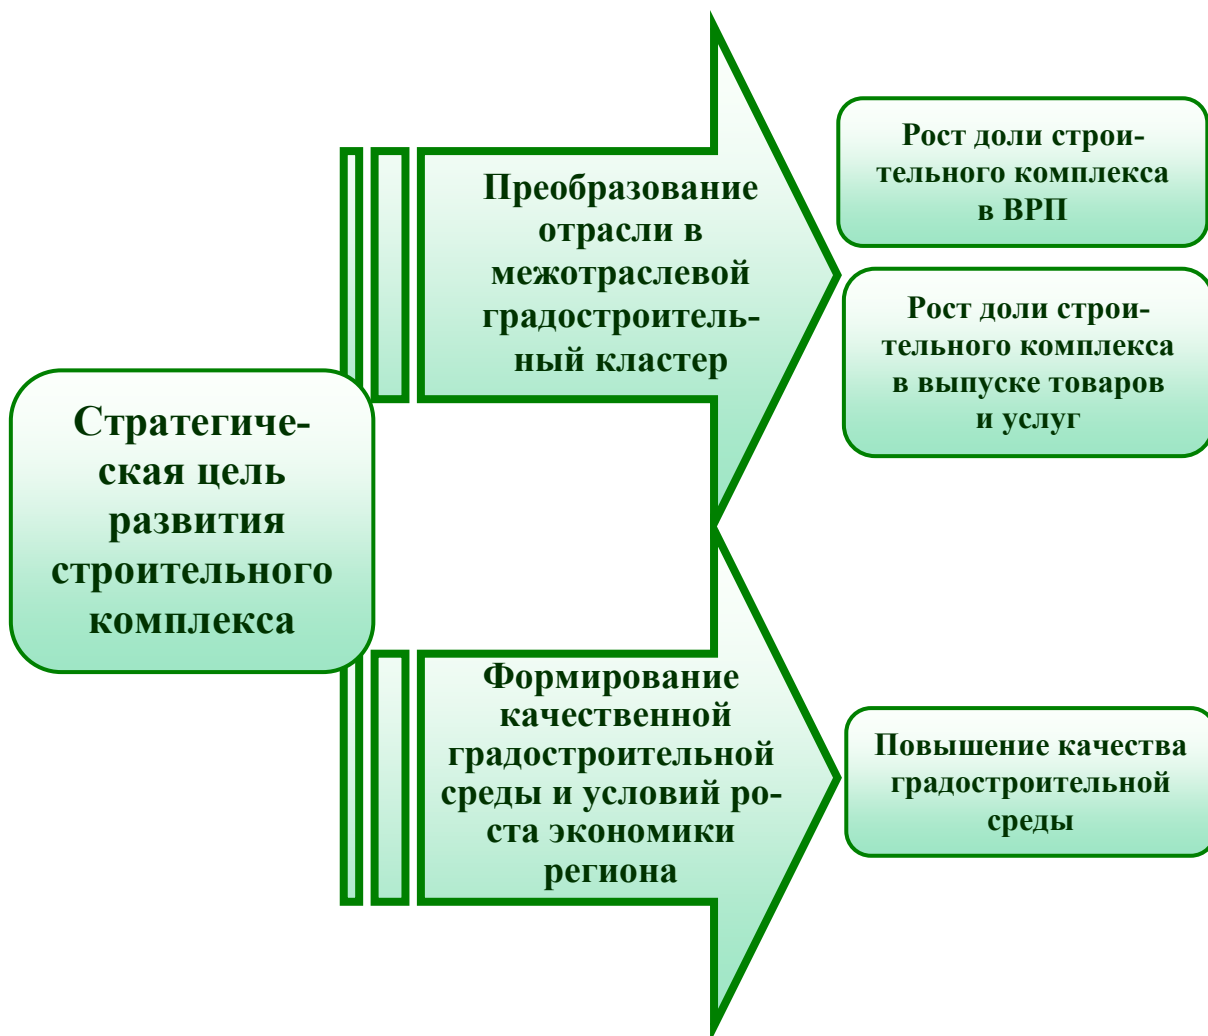 Стратегиче-
ская цель
развития
строительного
комплекса
Преобразование
отрасли в
межотраслевой
градостроитель-
ный кластер
Рост доли строи-
тельного комплекса
в ВРП
Рост доли строи-
тельного комплекса
в выпуске товаров
и услуг
Формирование
качественной
градостроительной
среды и условий ро-
ста экономики
региона
Повышение качества
градостроительной
среды